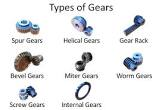 Types of Gears
Spur Gears
Helical Gears
Gear Rack
Bevel Gears
Miter Gears
Worm Gears
Screw Gears
Internal Gears